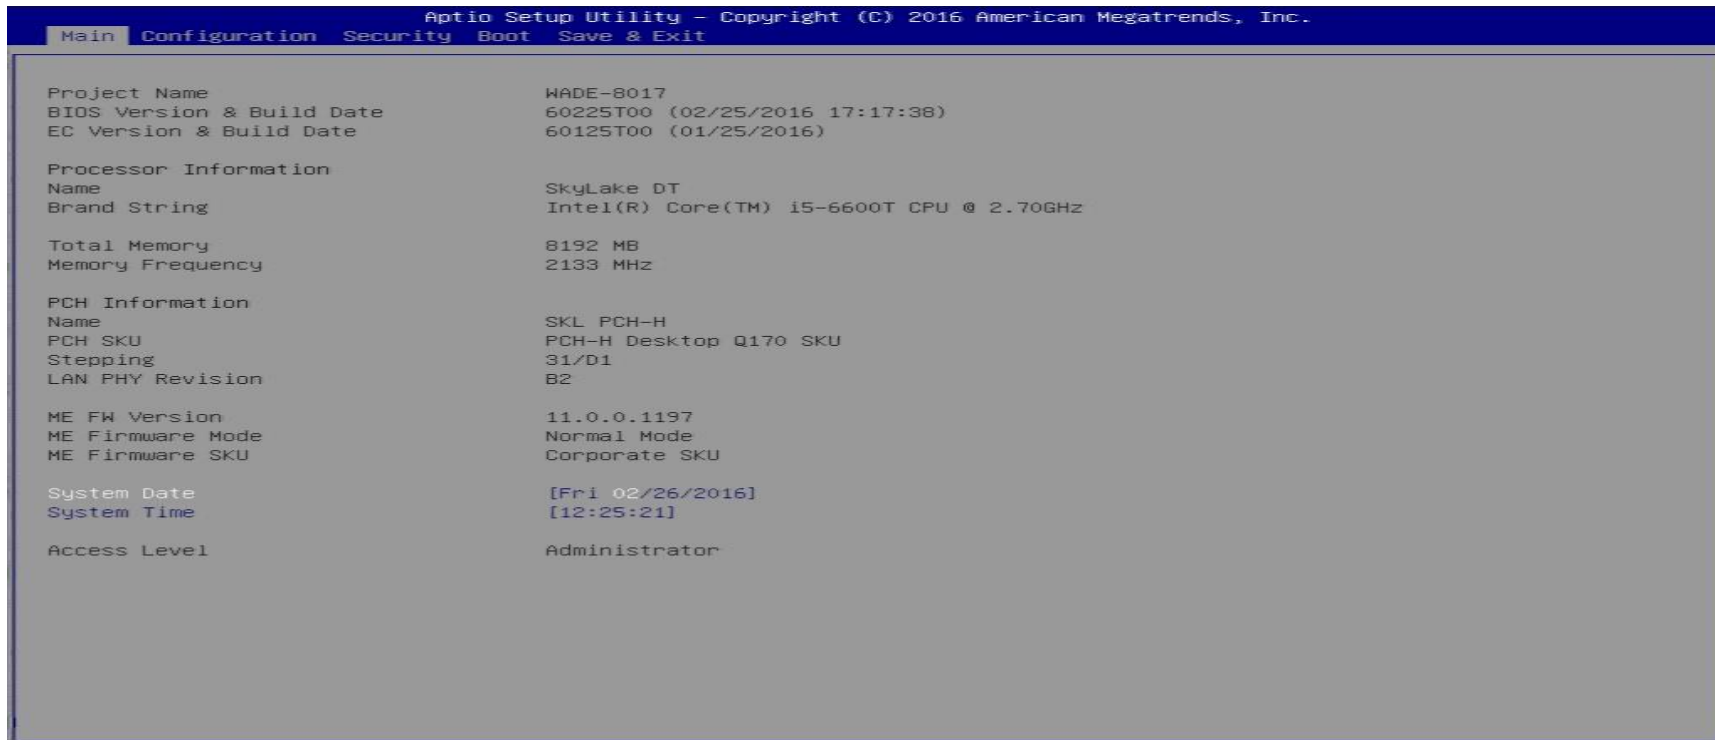 Aptio Setup Utility – Copyright (C) 2016 American Megatrends, Inc.
Main Configuration Security Boot Save & Exit
Project Name WADE-8017
BIOS Version & Build Date 60225T00 (02/25/2016 17:17:38)
EC Version & Build Date 60125T00 (01/25/2016)
Processor Information
Name SkyLake DT
Brand String Intel(R) Core(TM) i5-6600T CPU @ 2.70GHz
Total Memory 8192 MB
Memory Frequency 2133 MHz
PCH Information
Name SKL PCH-H
PCH SKU PCH-H Desktop Q170 SKU
Stepping 31/D1
LAN PHY Revision B2
ME FW Version 11.0.0.1197
ME Firmware Mode Normal Mode
ME Firmware SKU Corporate SKU
System Date [Fri 02/26/2016]
System Time [12:25:21]
Access Level Administrator